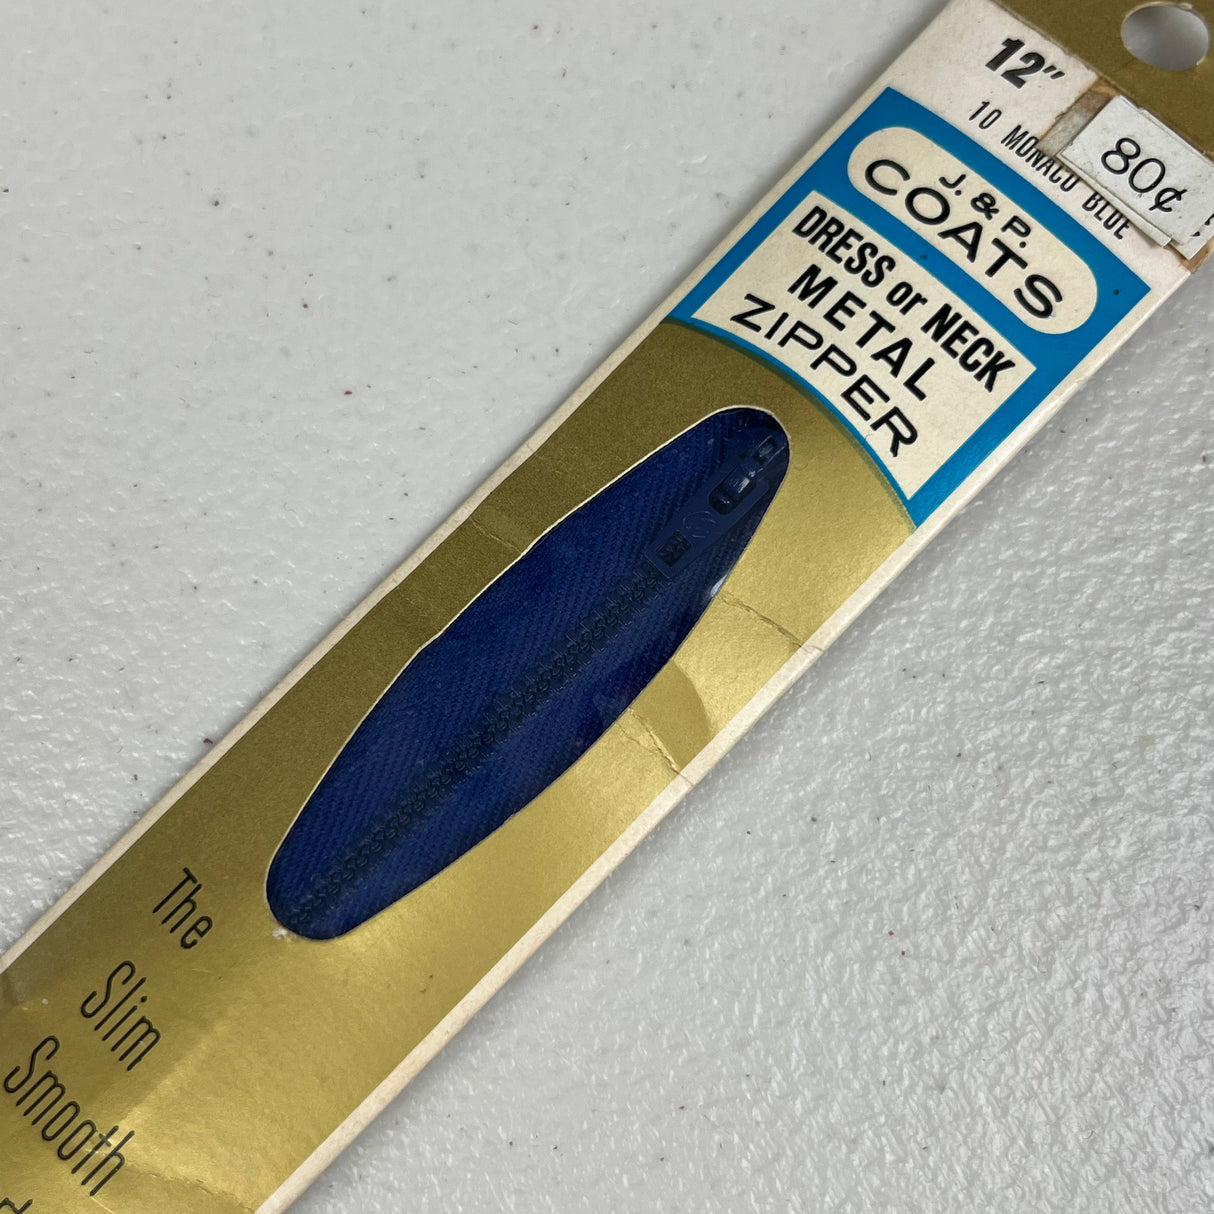 12"
10 MONACO BLUE
80¢
J. & P.
COATS
DRESS or NECK
METAL
ZIPPER
The
Slim
Smooth